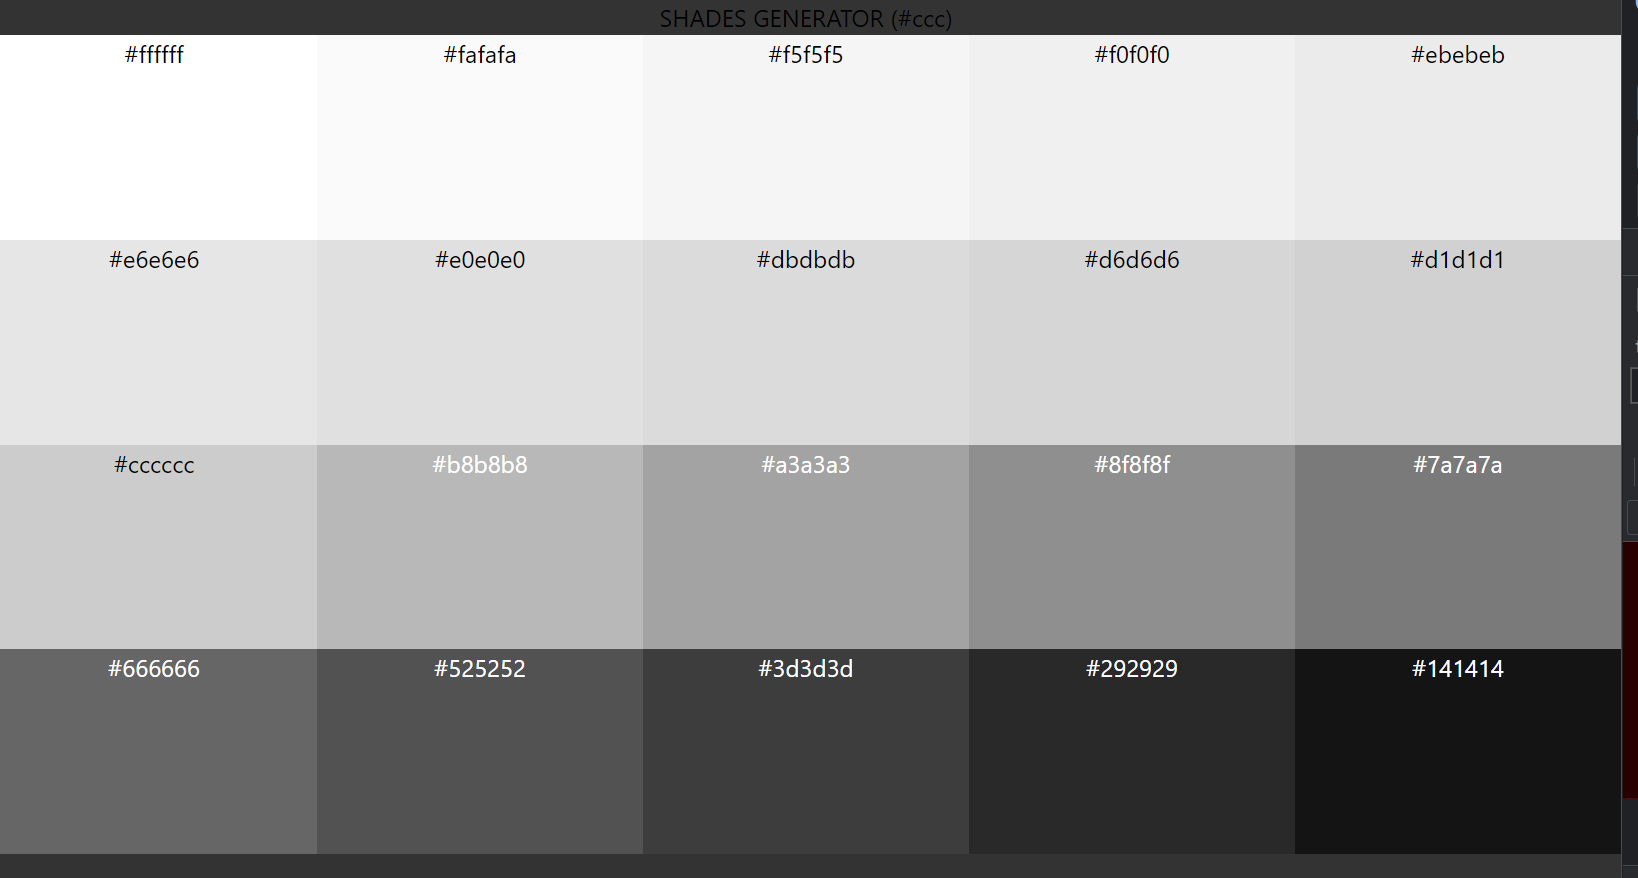 SHADES GENERATOR (#ccc)
#ffffff #fafafa #f5f5f5 #f0f0f0 #ebebeb
#e6e6e6 #e0e0e0 #dbdbdb #d6d6d6 #d1d1d1
#cccccc #b8b8b8 #a3a3a3 #8f8f8f #7a7a7a
#666666 #525252 #3d3d3d #292929 #141414